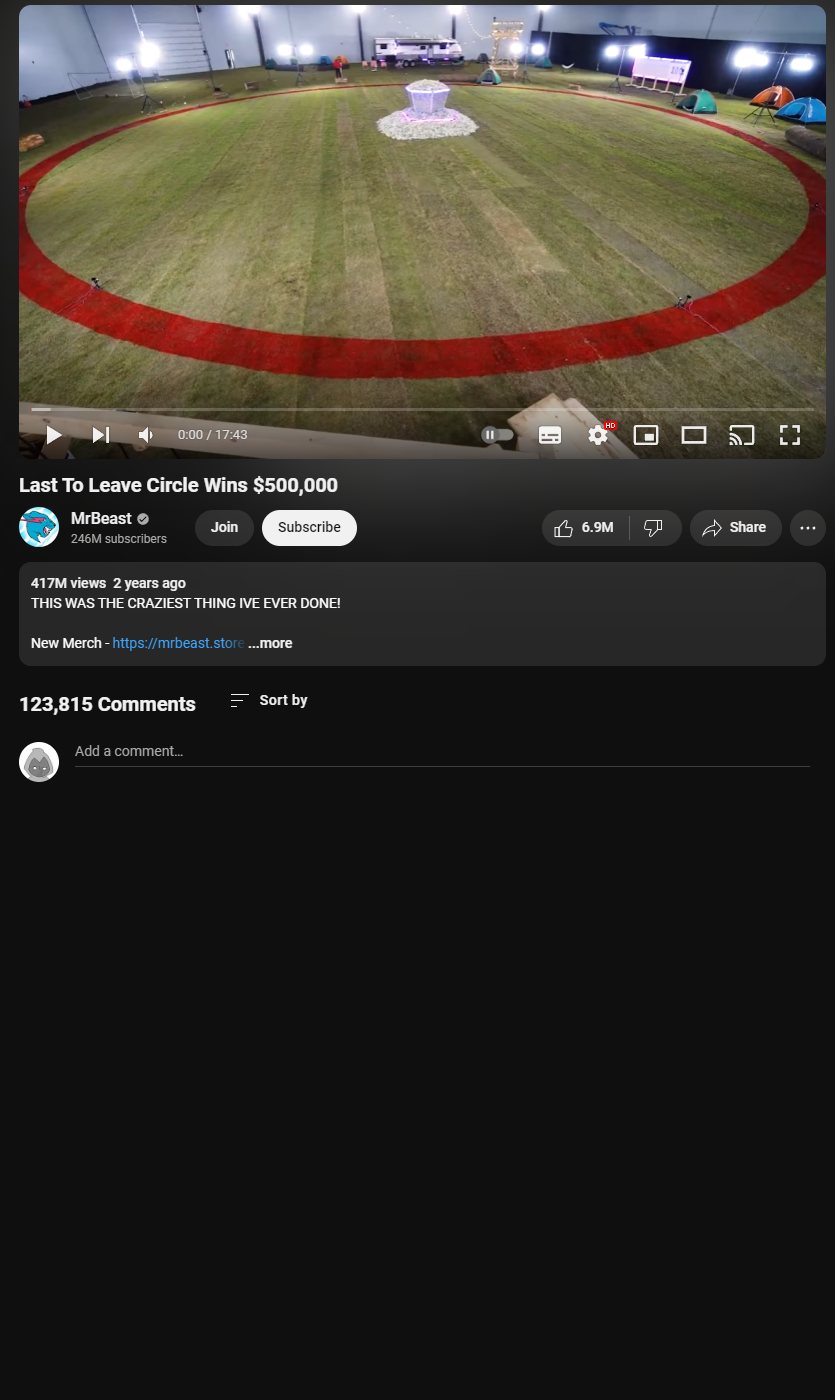 HD
0:00 / 17:43
Last To Leave Circle Wins $500,000
MrBeast
246M subscribers
Join
Subscribe
6.9M
Share
417M views  2 years ago
THIS WAS THE CRAZIEST THING IVE EVER DONE!
New Merch - https://mrbeast.store ...more
123,815 Comments
Sort by
Add a comment...